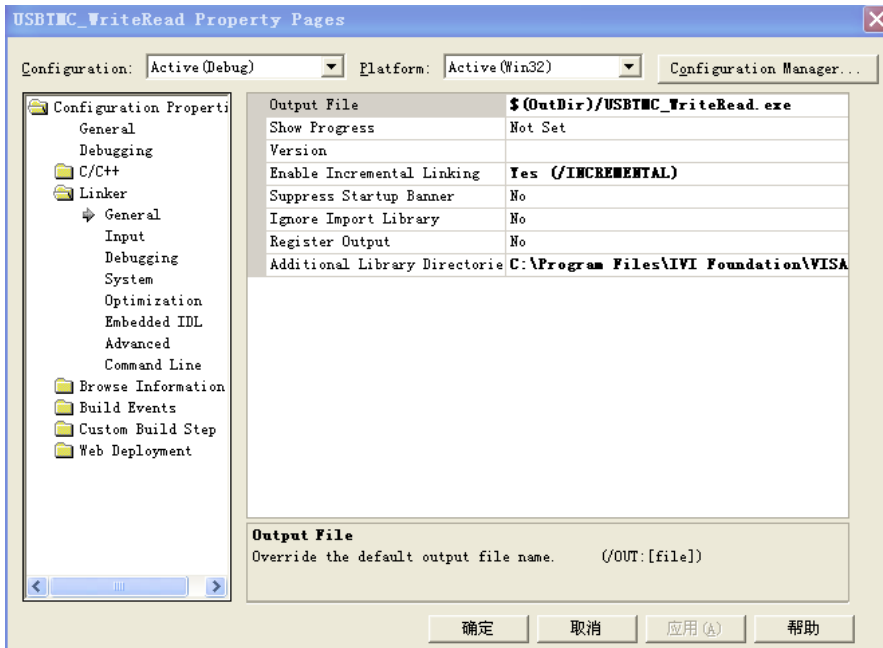 USBTMC_WriteRead Property Pages
Configuration: Active(Debug) Platform: Active(Win32) Configuration Manager...
Configuration Properti
General
Debugging
C/C++
Linker
General
Input
Debugging
System
Optimization
Embedded IDL
Advanced
Command Line
Browse Information
Build Events
Custom Build Step
Web Deployment
Output File $(OutDir)/USBTMC_WriteRead.exe
Show Progress Not Set
Version
Enable Incremental Linking Yes (/INCREMENTAL)
Suppress Startup Banner No
Ignore Import Library No
Register Output No
Additional Library Directorie C:\Program Files\IVI Foundation\VISA
Output File
Override the default output file name. (/OUT:[file])
确定 取消 应用(A) 帮助